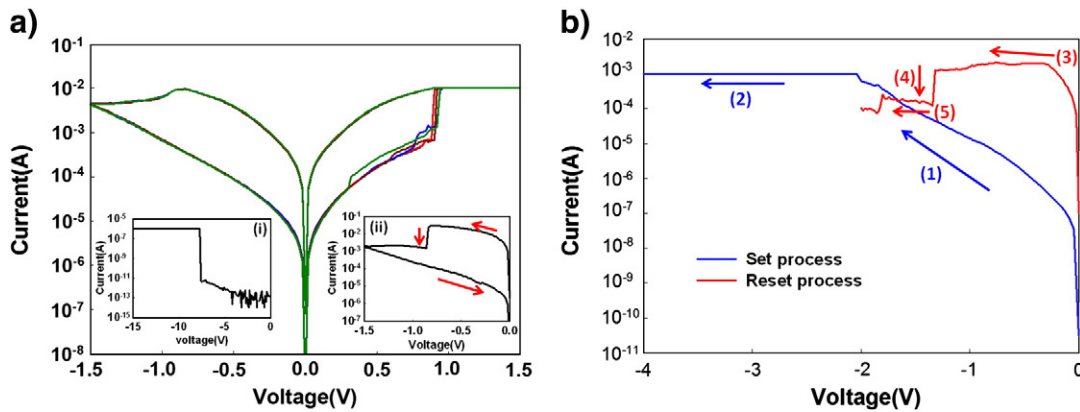 a)
Current(A)
10⁻¹
10⁻²
10⁻³
10⁻⁴
10⁻⁵
10⁻⁶
10⁻⁷
10⁻⁸
-1.5 -1.0 -0.5 0.0 0.5 1.0 1.5
Voltage(V)
(i)
Current(A)
10⁻⁵
10⁻⁷
10⁻⁹
10⁻¹¹
10⁻¹³
10⁻¹⁵
-15 -10 -5 0
voltage(V)
(ii)
Current(A)
10⁻¹
10⁻²
10⁻³
10⁻⁴
10⁻⁵
10⁻⁶
10⁻⁷
-1.5 -1.0 -0.5 0.0
Voltage(V)
b)
Current(A)
10⁻²
10⁻³
10⁻⁴
10⁻⁵
10⁻⁶
10⁻⁷
10⁻⁸
10⁻⁹
10⁻¹⁰
10⁻¹¹
-4 -3 -2 -1 0
Voltage(V)
(3)
(4)
(2)
(5)
(1)
Set process
Reset process